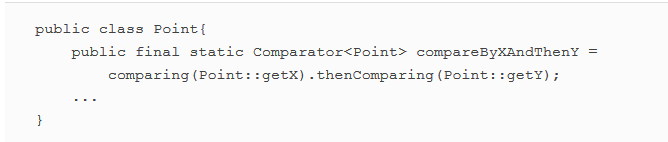 public class Point{
    public final static Comparator<Point> compareByXAndThenY =
        comparing(Point::getX).thenComparing(Point::getY);
    ...
}